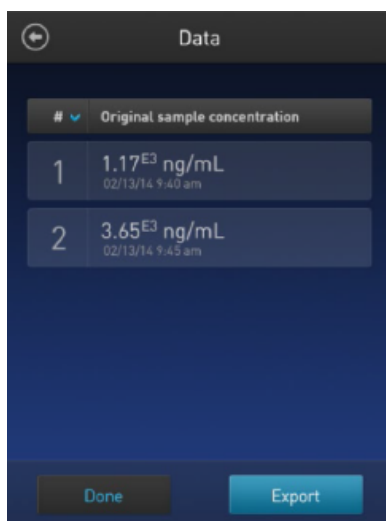 Data
# Original sample concentration
1 1.17E3 ng/mL
02/13/14 9:40 am
2 3.65E3 ng/mL
02/13/14 9:45 am
Done Export